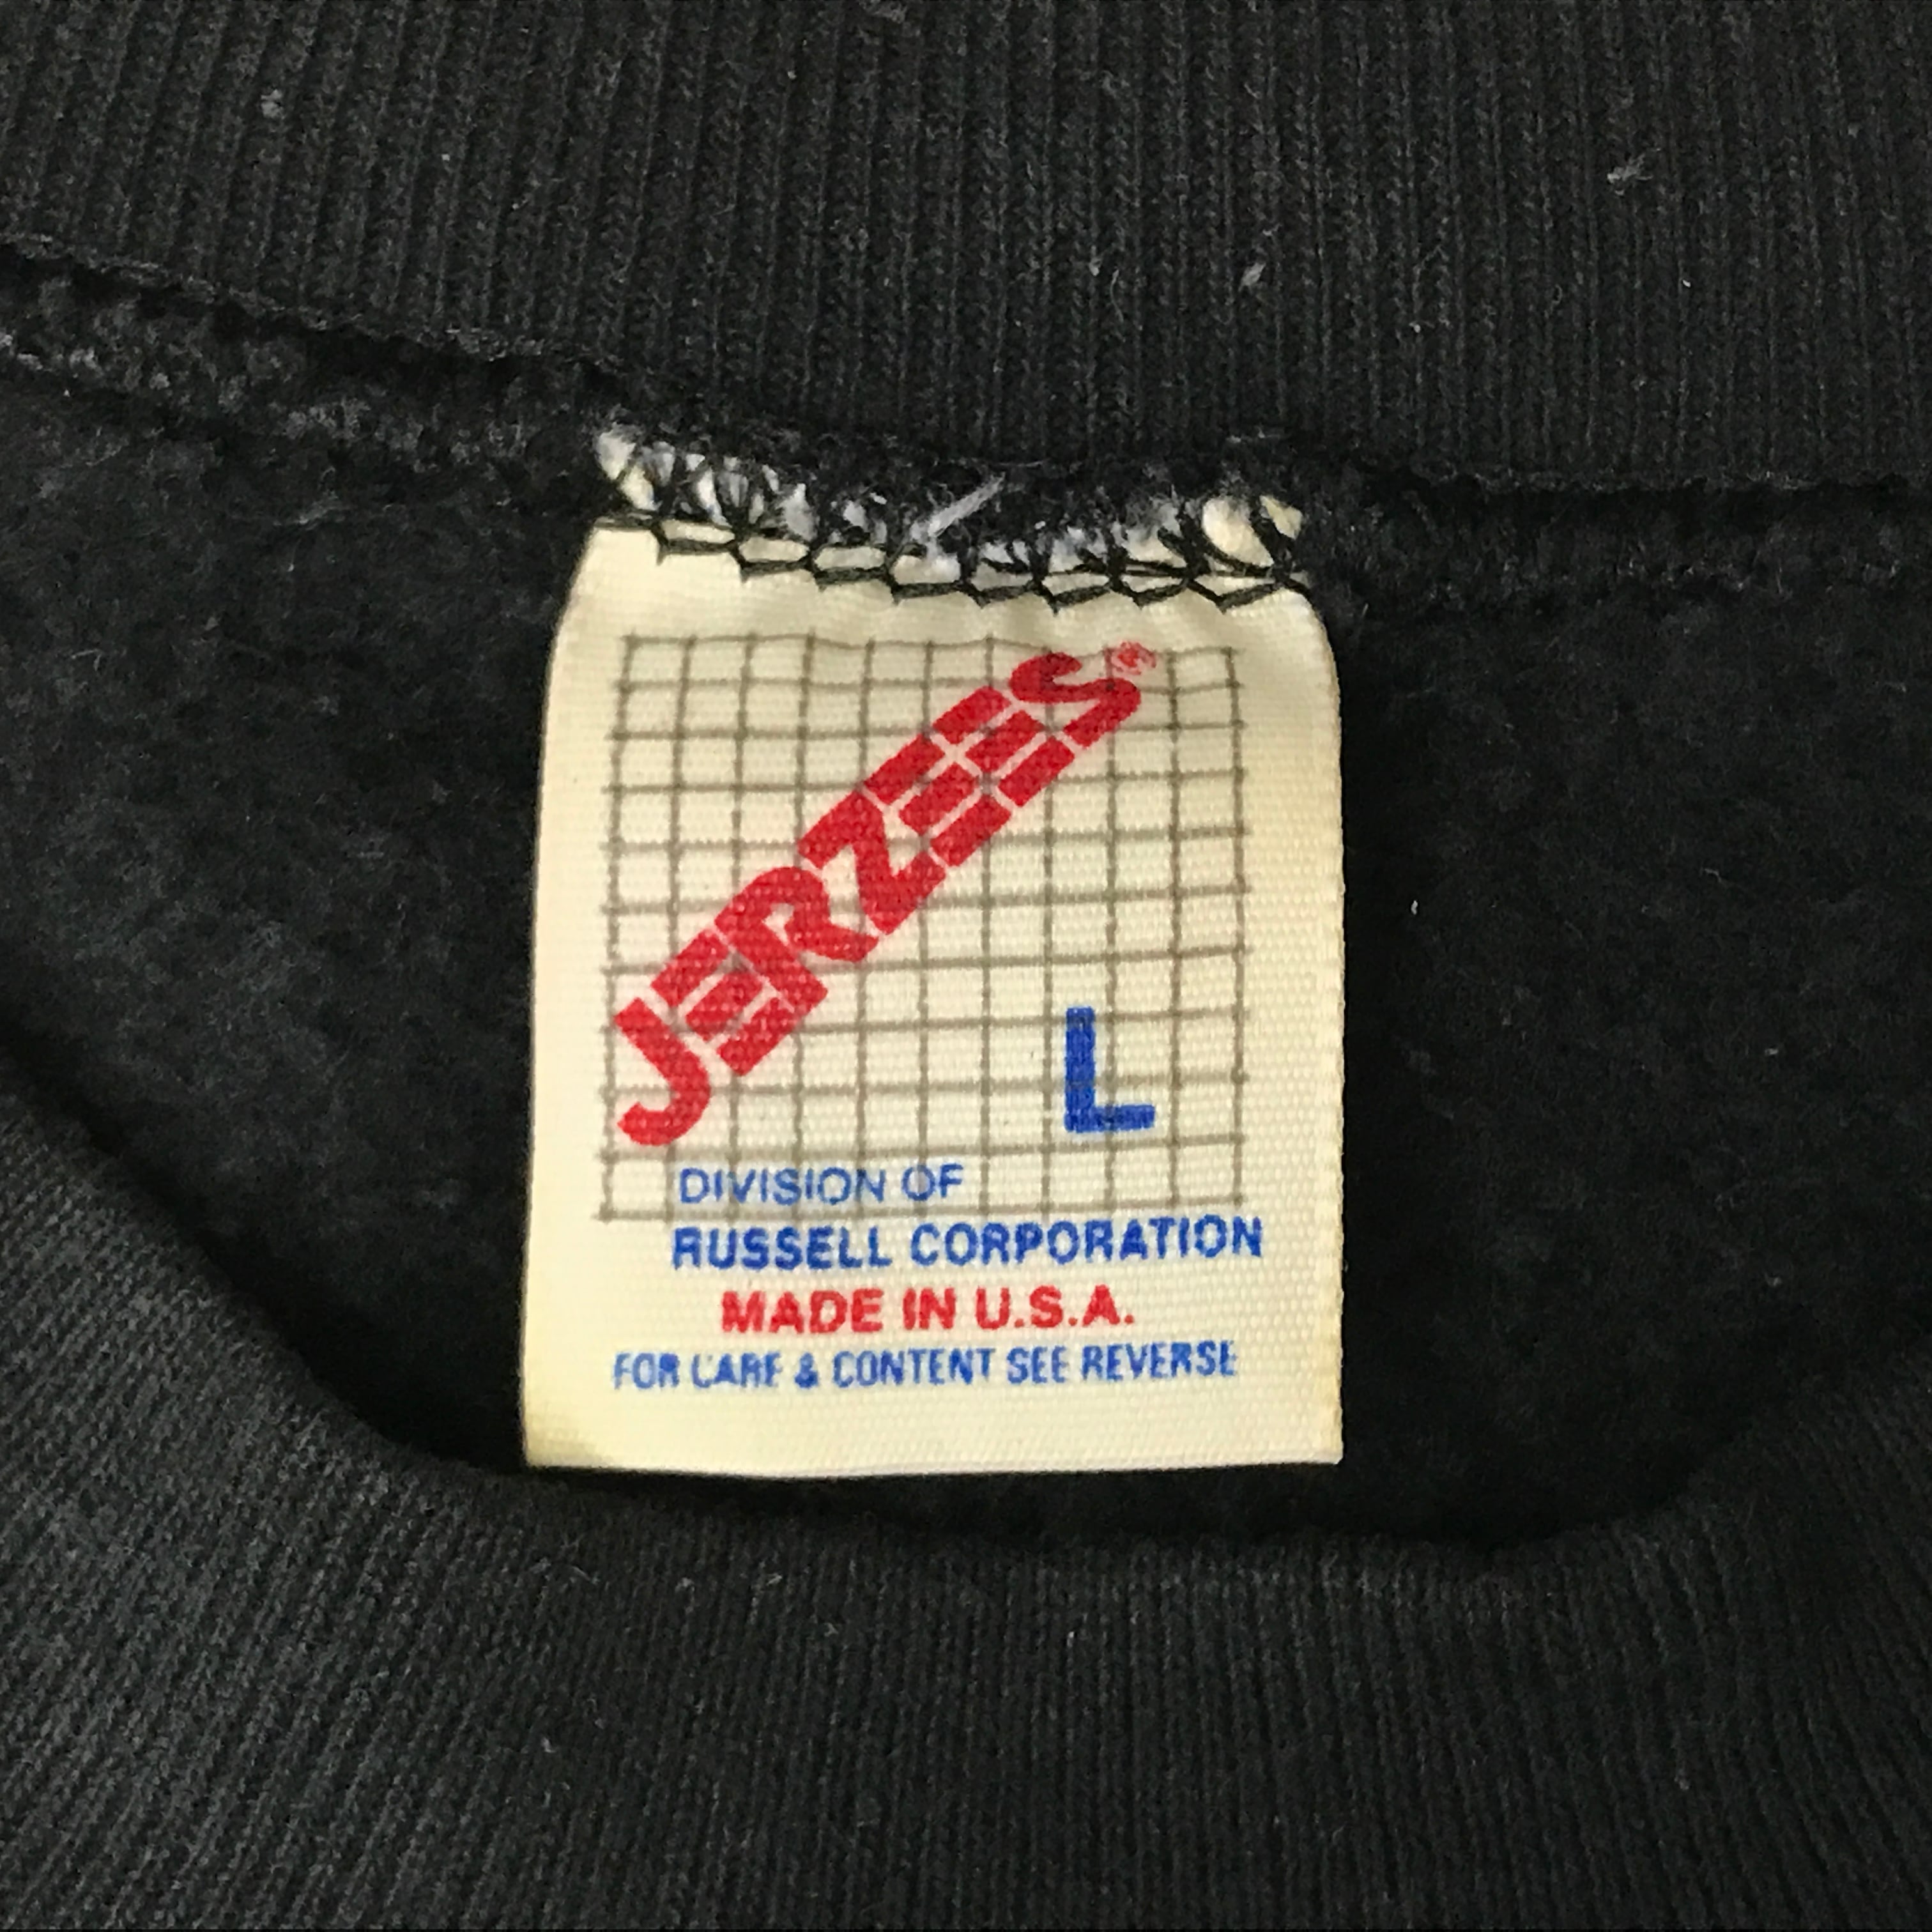 JERZEES®
L
DIVISION OF
RUSSELL CORPORATION
MADE IN U.S.A.
FOR CARE & CONTENT SEE REVERSE